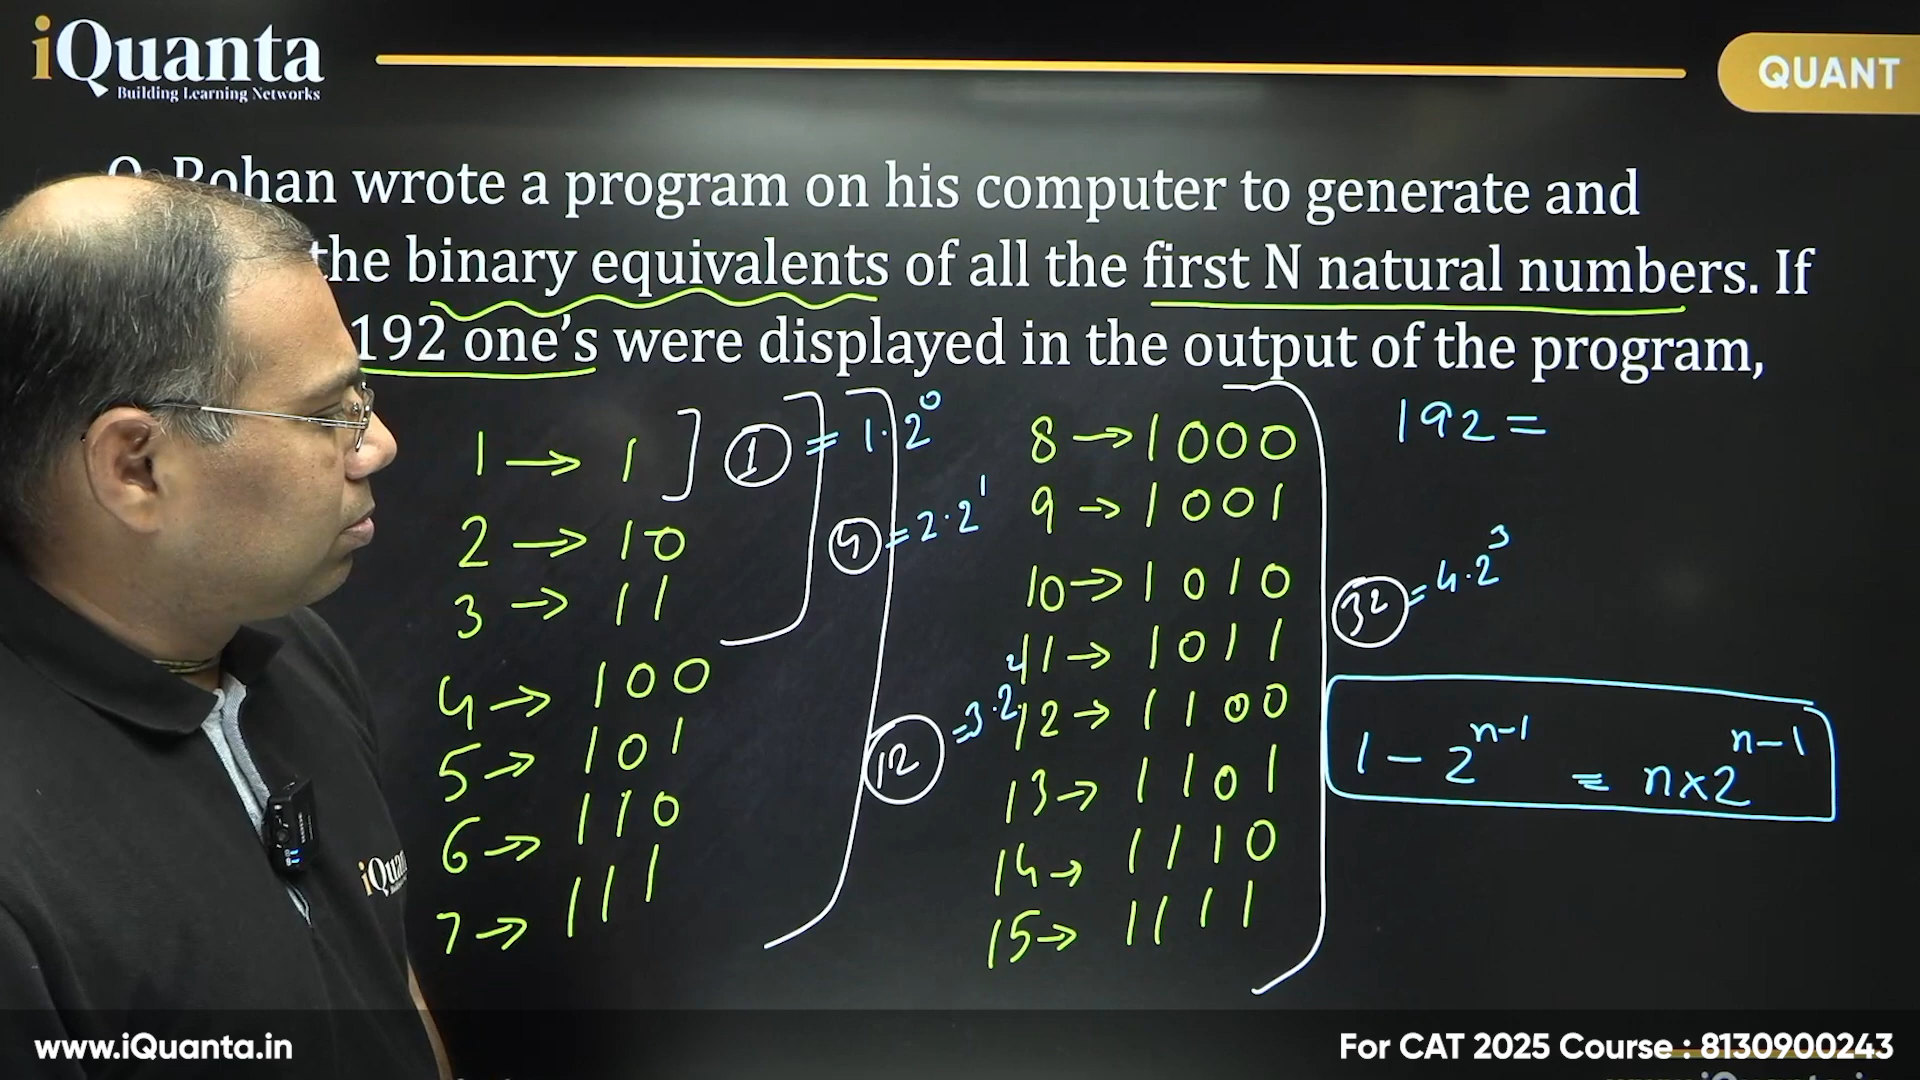 iQuanta
Building Learning Networks
QUANT
Rohan wrote a program on his computer to generate and
the binary equivalents of all the first N natural numbers. If
192 one's were displayed in the output of the program,
1 → 1
2 → 10
3 → 11
4 → 100
5 → 101
6 → 110
7 → 111
1 = 1·2⁰
4 = 2·2¹
12 = 3·2
8 → 1000
9 → 1001
10 → 1010
11 → 1011
12 → 1100
13 → 1101
14 → 1110
15 → 1111
32 = 4·2³
192 =
1 - 2ⁿ⁻¹ = n×2ⁿ⁻¹
iQuan
www.iQuanta.in
For CAT 2025 Course : 8130900243